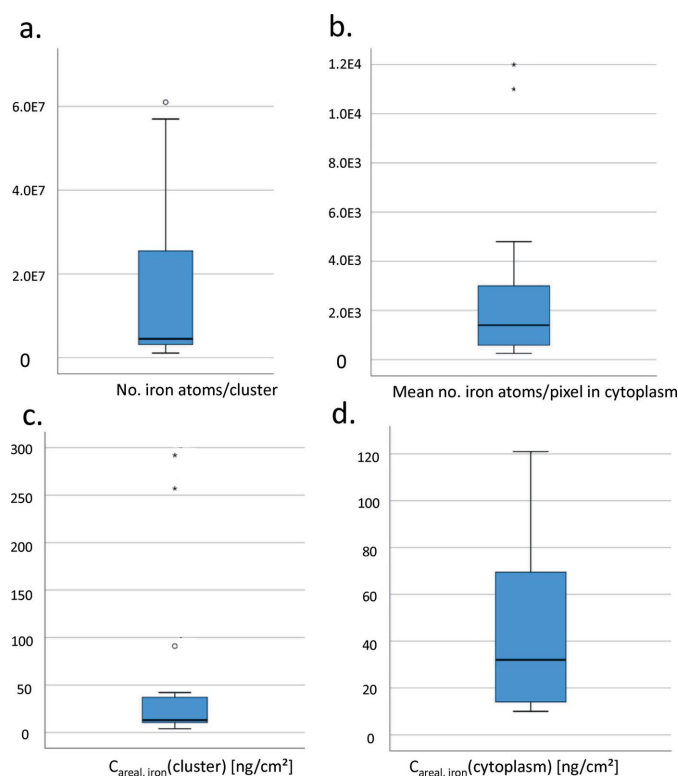 a.
6.0E7
4.0E7
2.0E7
0
No. iron atoms/cluster
b.
1.2E4
1.0E4
8.0E3
6.0E3
4.0E3
2.0E3
0
Mean no. iron atoms/pixel in cytoplasm
c.
300
250
200
150
100
50
0
Careal, iron(cluster) [ng/cm²]
d.
120
100
80
60
40
20
0
Careal, iron(cytoplasm) [ng/cm²]